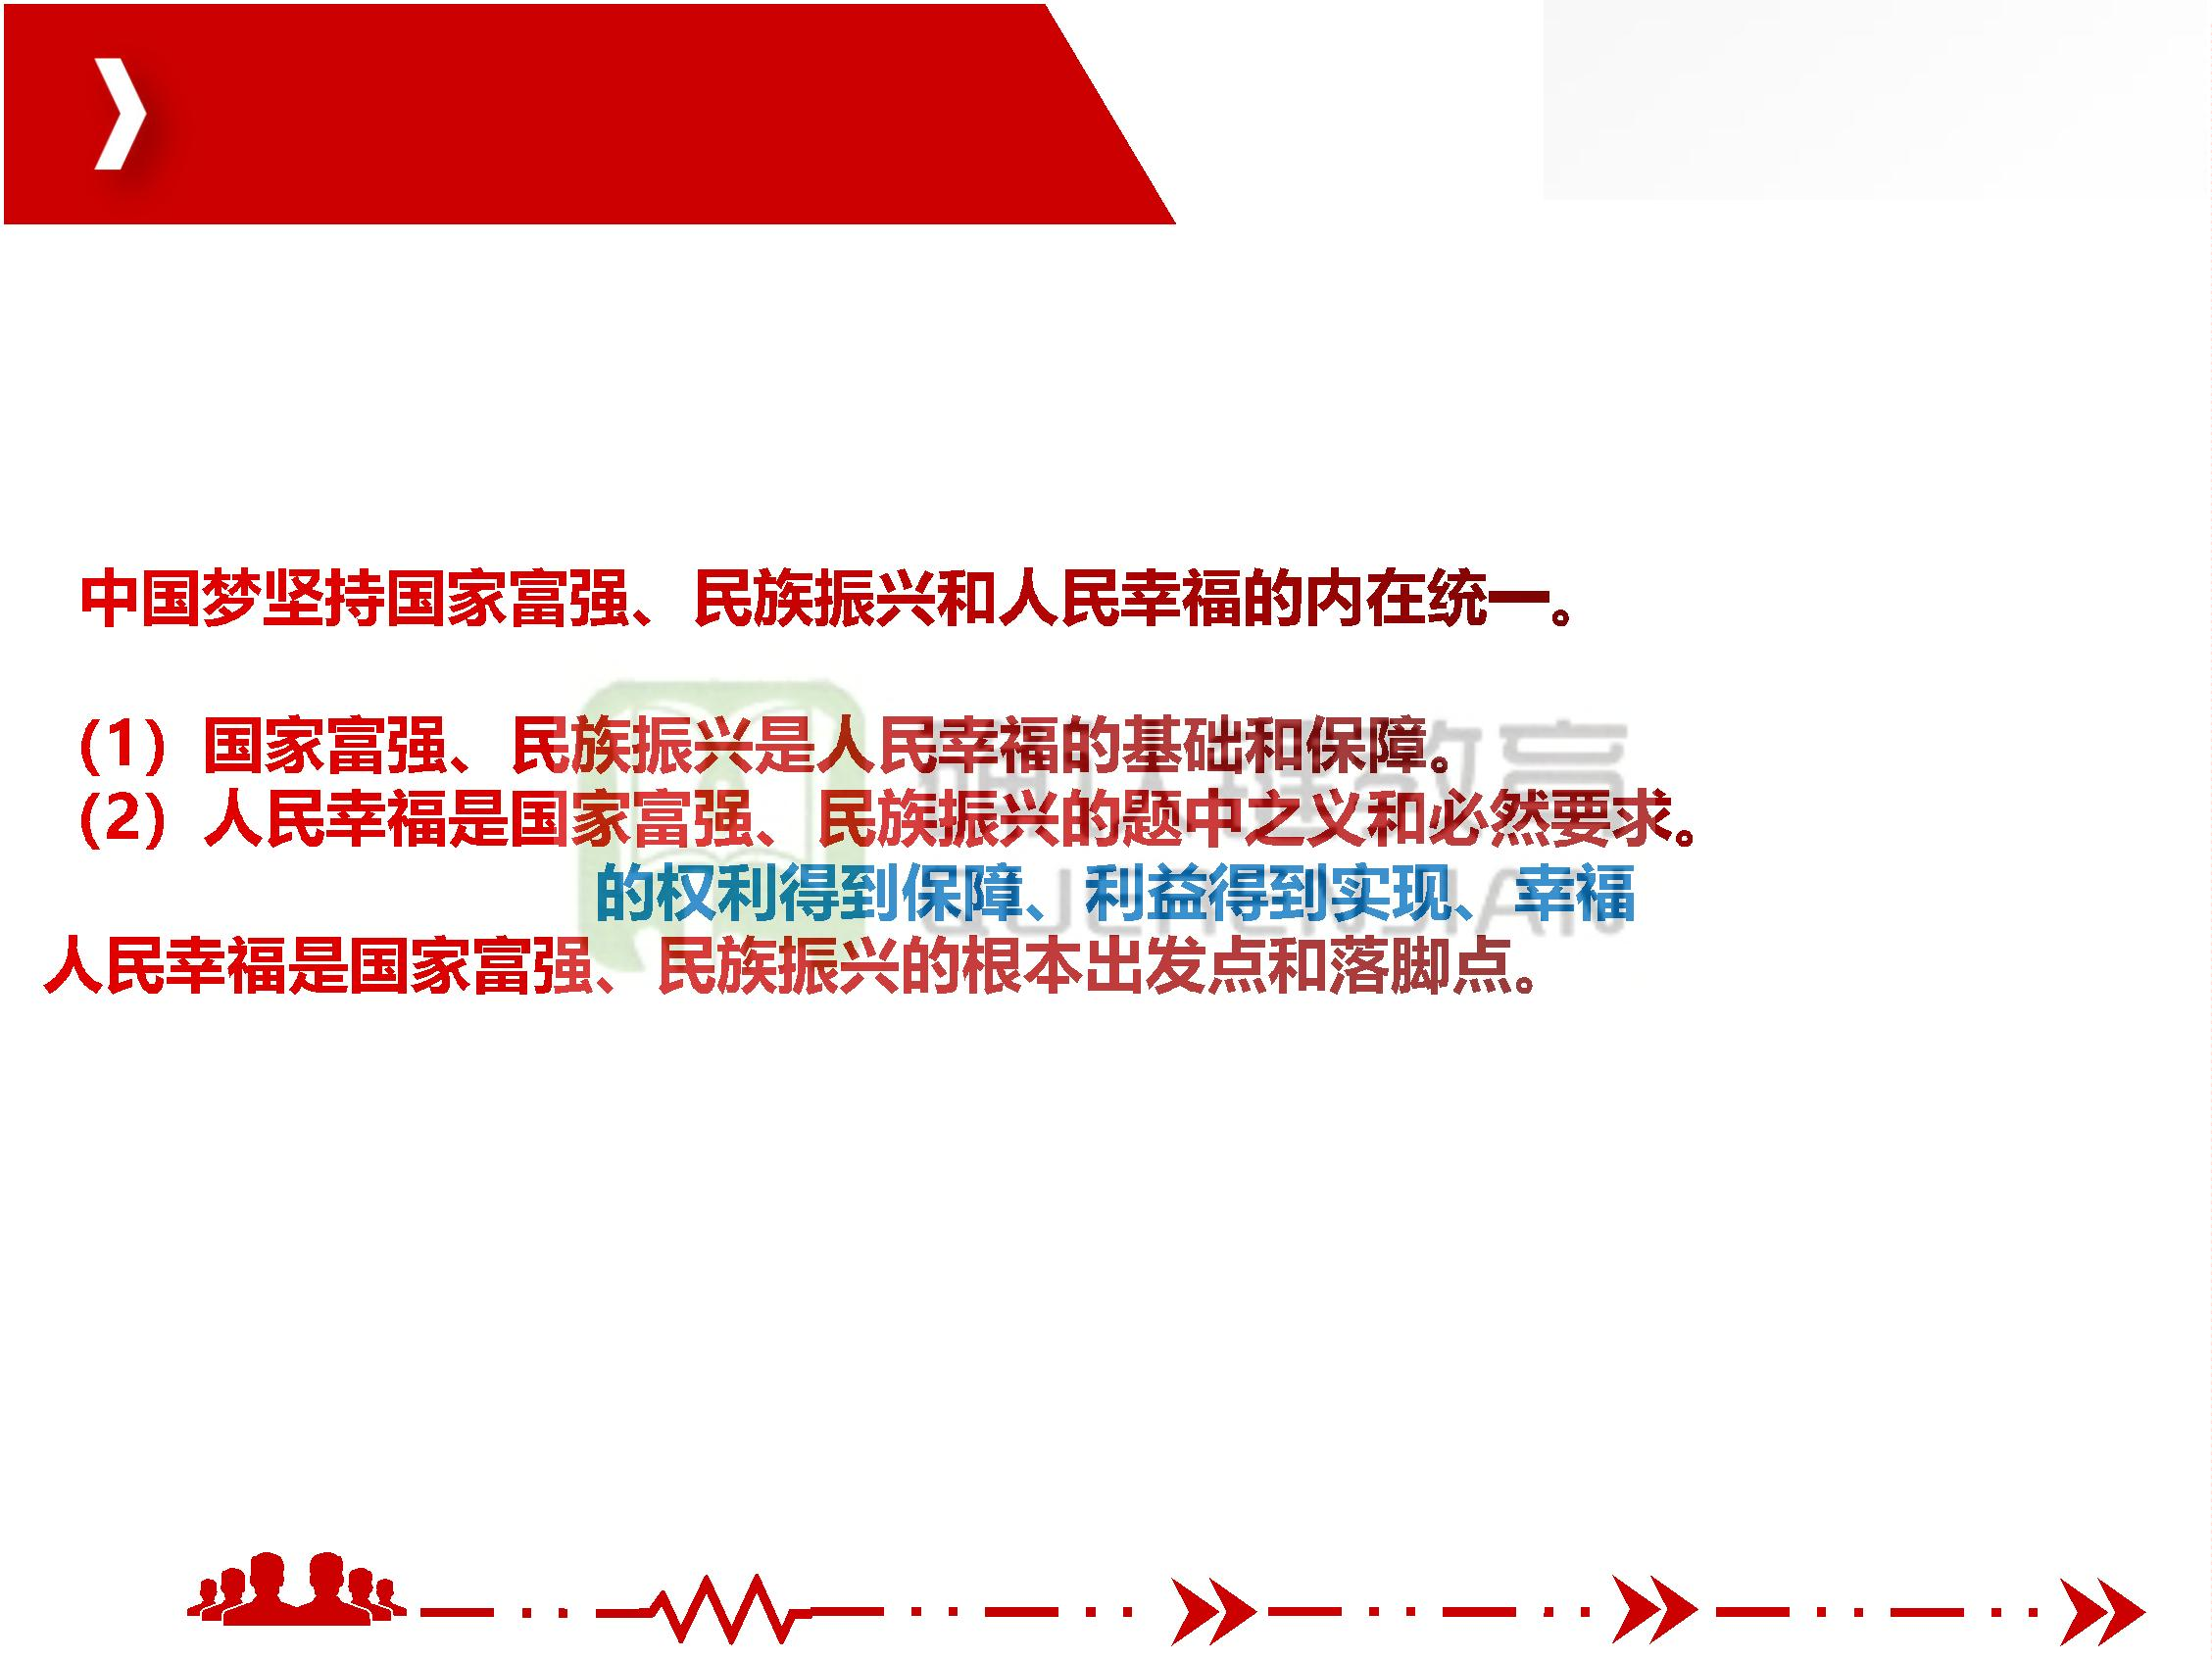 中国梦坚持国家富强、民族振兴和人民幸福的内在统一。
（1）国家富强、民族振兴是人民幸福的基础和保障。
（2）人民幸福是国家富强、民族振兴的题中之义和必然要求。
的权利得到保障、利益得到实现、幸福
人民幸福是国家富强、民族振兴的根本出发点和落脚点。